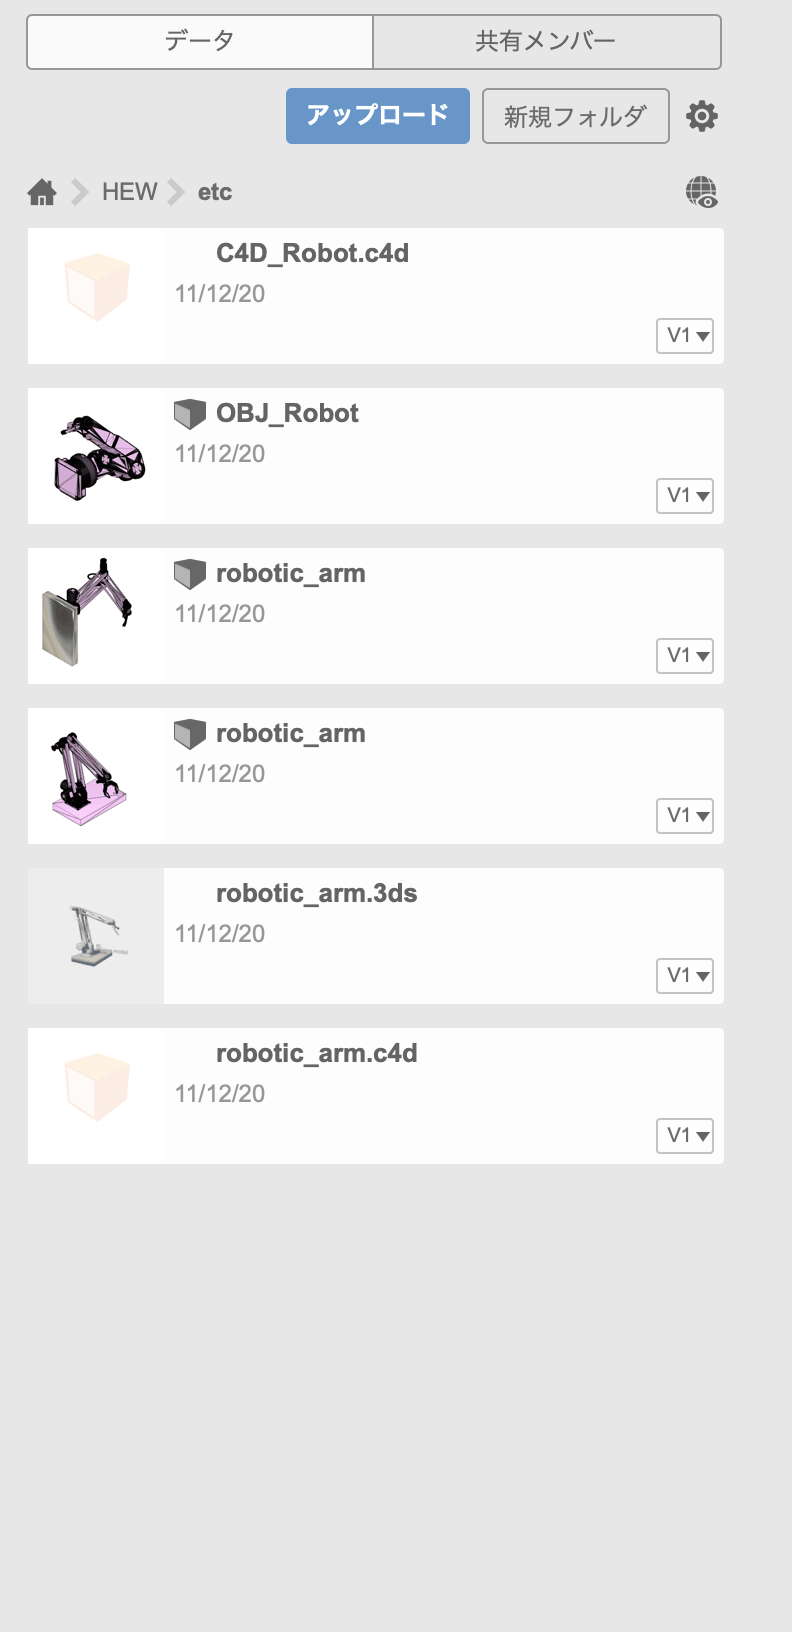 データ 共有メンバー
アップロード 新規フォルダ
HEW etc
C4D_Robot.c4d
11/12/20
V1
OBJ_Robot
11/12/20
V1
robotic_arm
11/12/20
V1
robotic_arm
11/12/20
V1
robotic_arm.3ds
11/12/20
V1
robotic_arm.c4d
11/12/20
V1